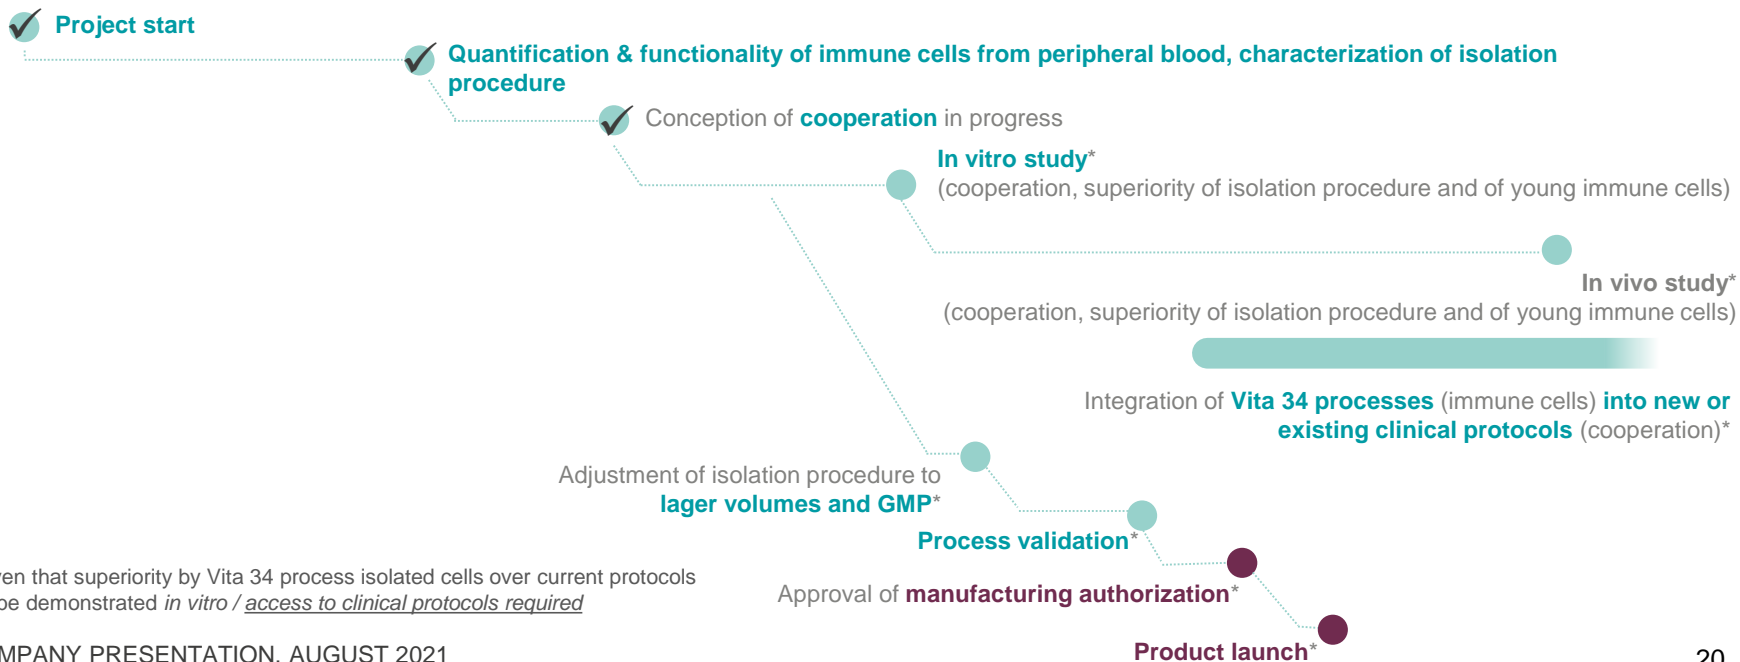 Project start
Quantification & functionality of immune cells from peripheral blood, characterization of isolation
procedure
Conception of cooperation in progress
In vitro study*
(cooperation, superiority of isolation procedure and of young immune cells)
In vivo study*
(cooperation, superiority of isolation procedure and of young immune cells)
Integration of Vita 34 processes (immune cells) into new or
existing clinical protocols (cooperation)*
Adjustment of isolation procedure to
lager volumes and GMP*
Process validation*
Approval of manufacturing authorization*
Product launch*
that superiority by Vita 34 process isolated cells over current protocols
be demonstrated in vitro / access to clinical protocols required
PRESENTATION, AUGUST 2021
20